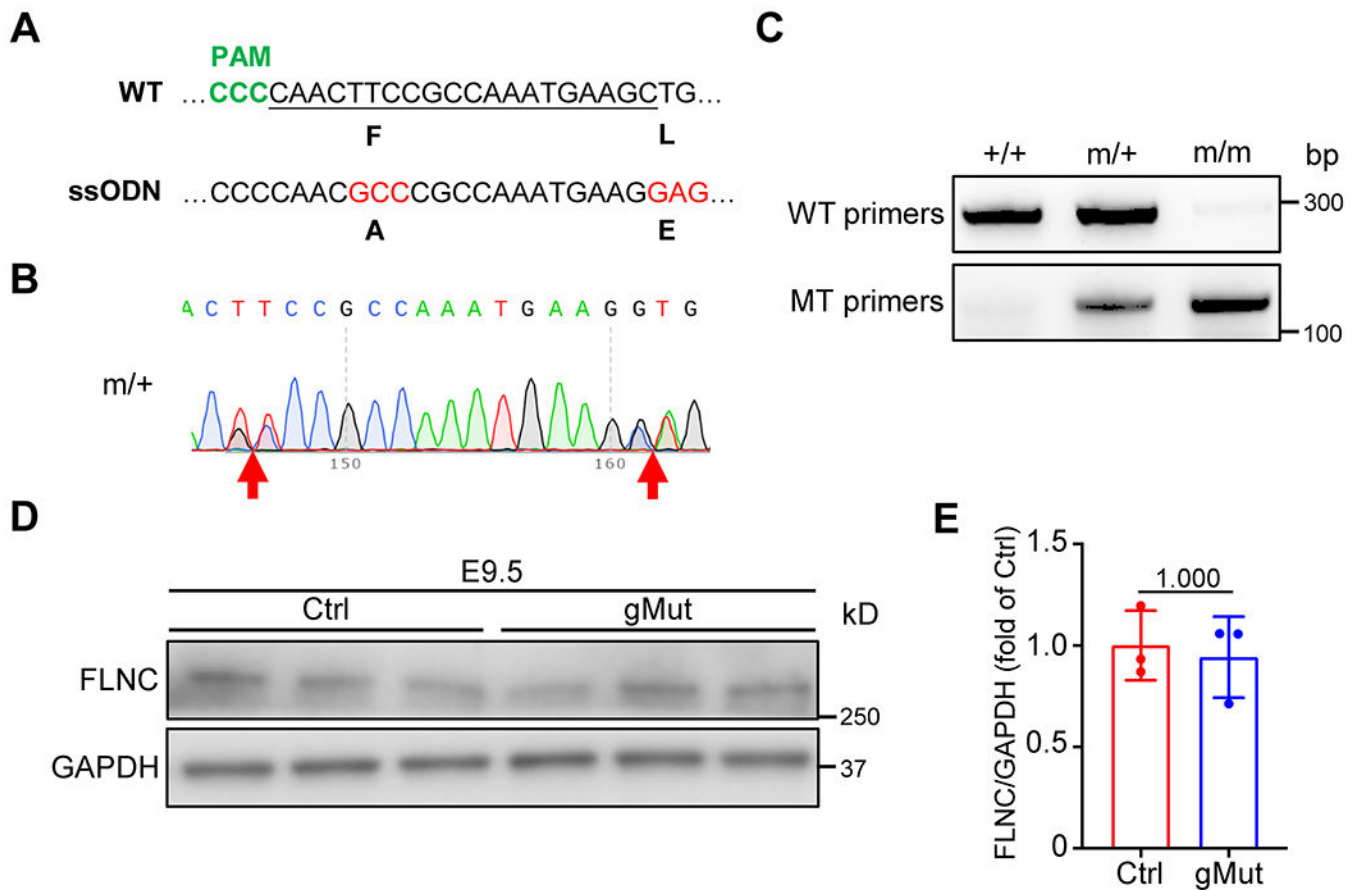 A
PAM
WT ...CCCCAACTTCCGCCAAATGAAGCTG...
F L
ssODN ...CCCCAACGCCCGCCAAATGAAGGAG...
A E
B
A C T T C C G C C A A A T G A A G G T G
m/+
150 160
C
+/+ m/+ m/m bp
WT primers 300
MT primers 100
D
E9.5
Ctrl gMut kD
FLNC 250
GAPDH 37
E
FLNC/GAPDH (fold of Ctrl)
1.5
1.000
1.0
0.5
0
Ctrl gMut